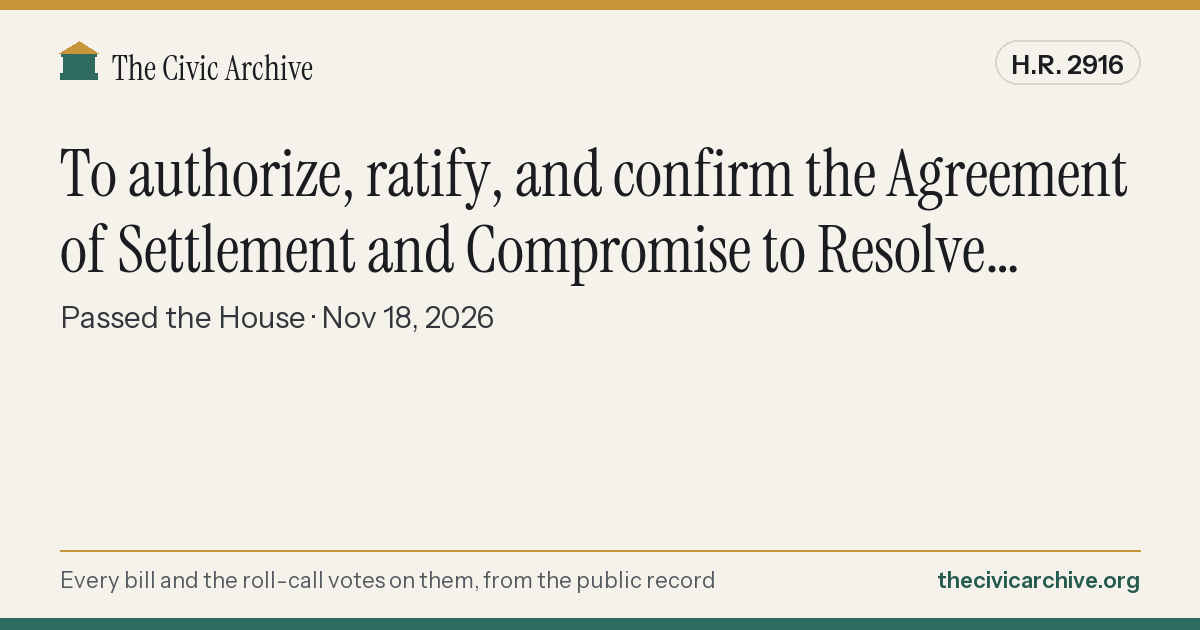 The Civic Archive
H.R. 2916
To authorize, ratify, and confirm the Agreement
of Settlement and Compromise to Resolve...
Passed the House · Nov 18, 2026
Every bill and the roll-call votes on them, from the public record
thecivicarchive.org